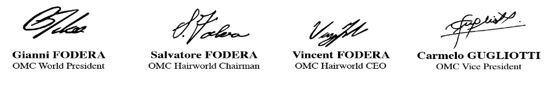 Gianni FODERA
OMC World President
Salvatore FODERA
OMC Hairworld Chairman
Vincent FODERA
OMC Hairworld CEO
Carmelo GUGLIOTTI
OMC Vice President